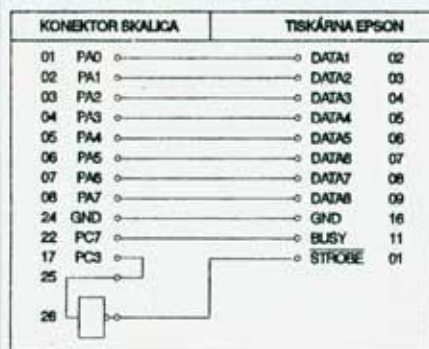 KONEKTOR SKALICA TISKÁRNA EPSON
01 PA0 DATA1 02
02 PA1 DATA2 03
03 PA2 DATA3 04
04 PA3 DATA4 05
05 PA4 DATA5 06
06 PA5 DATA6 07
07 PA6 DATA7 08
08 PA7 DATA8 09
24 GND GND 16
22 PC7 BUSY 11
17 PC3 STROBE 01
25
26